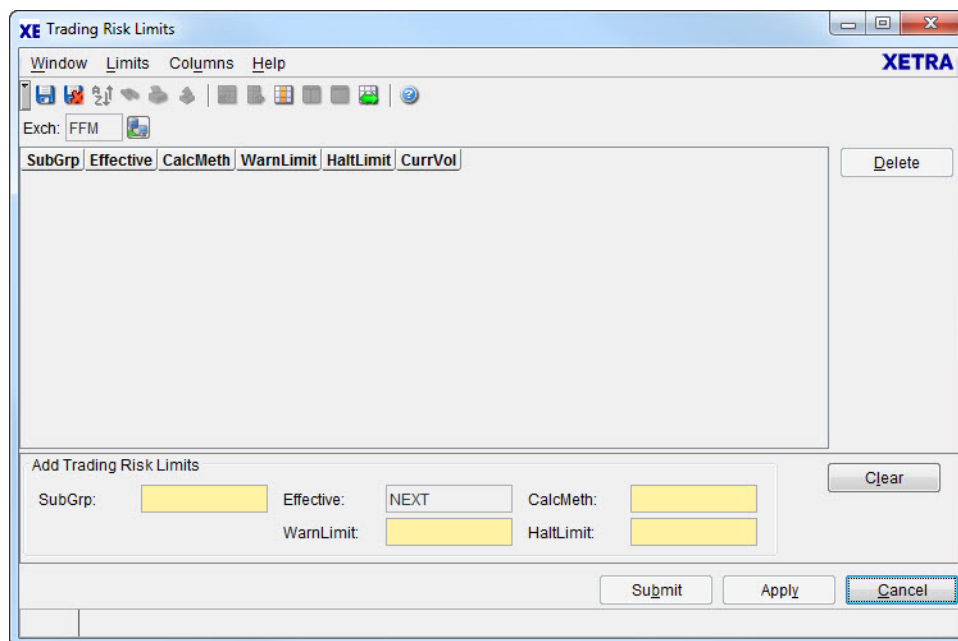 XE Trading Risk Limits
Window Limits Columns Help XETRA
Exch: FFM
SubGrp Effective CalcMeth WarnLimit HaltLimit CurrVol
Delete
Add Trading Risk Limits
Clear
SubGrp: Effective: NEXT CalcMeth:
WarnLimit: HaltLimit:
Submit Apply Cancel